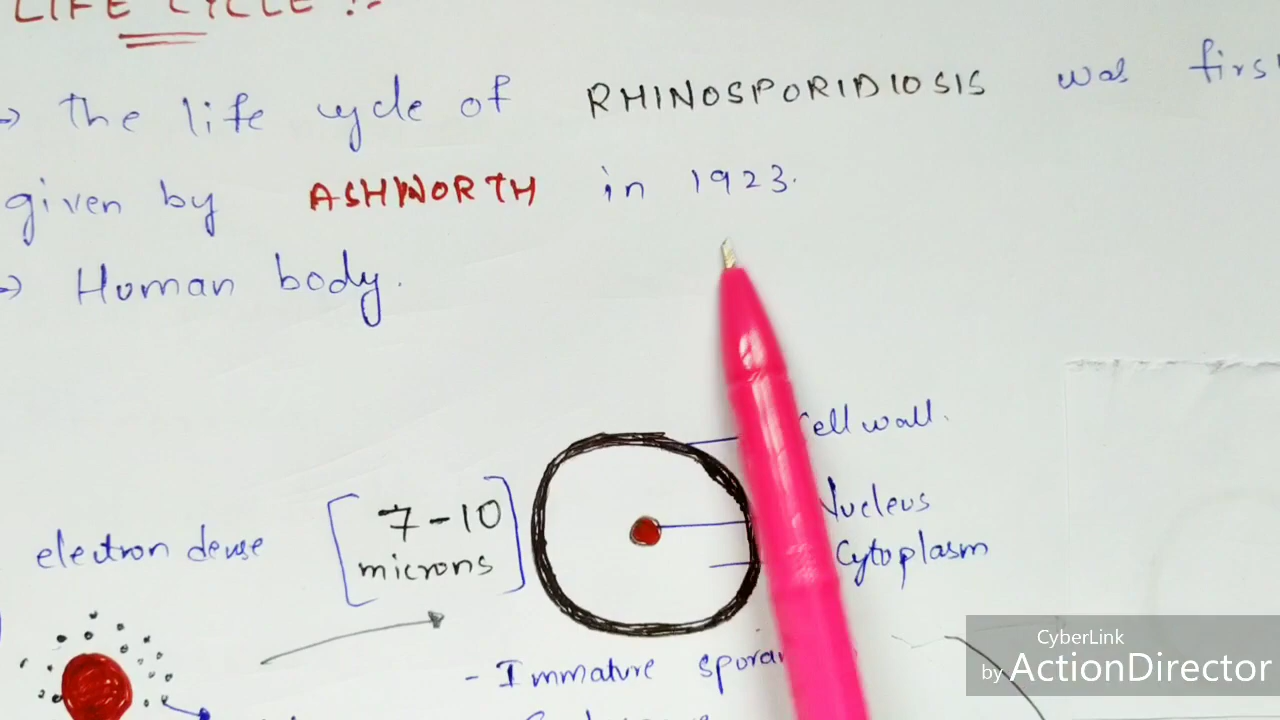 LIFE CYCLE :-
→ The life cycle of RHINOSPORIDIOSIS was first
given by ASHWORTH in 1923.
→ Human body.
cell wall.
Nucleus
Cytoplasm
electron dense [7-10 microns]
- Immature
CyberLink
by ActionDirector